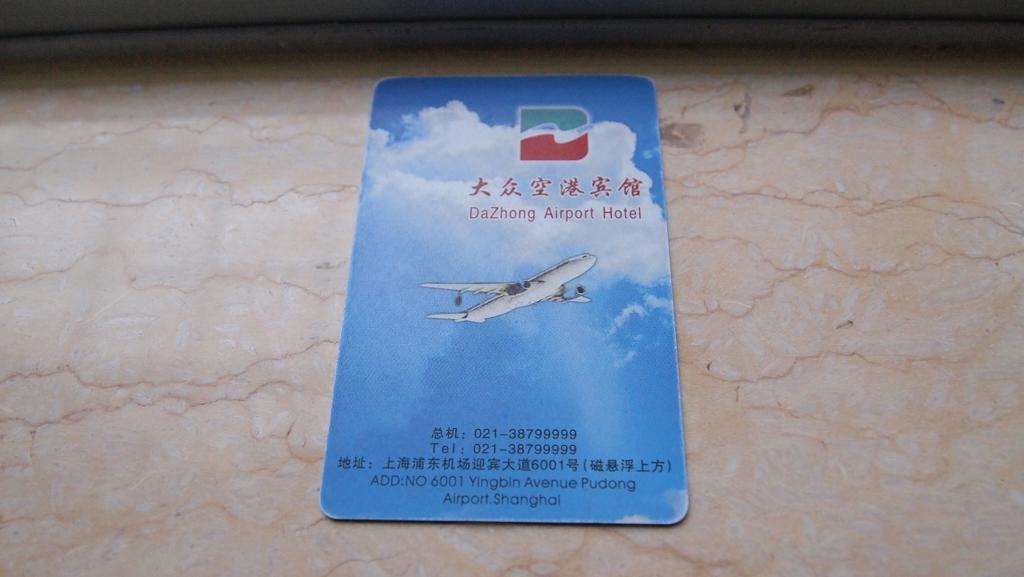 大众空港宾馆
DaZhong Airport Hotel
总机：021-38799999
Tel：021-38799999
地址：上海浦东机场迎宾大道6001号(磁悬浮上方)
ADD:NO 6001 Yingbin Avenue Pudong
Airport.Shanghai